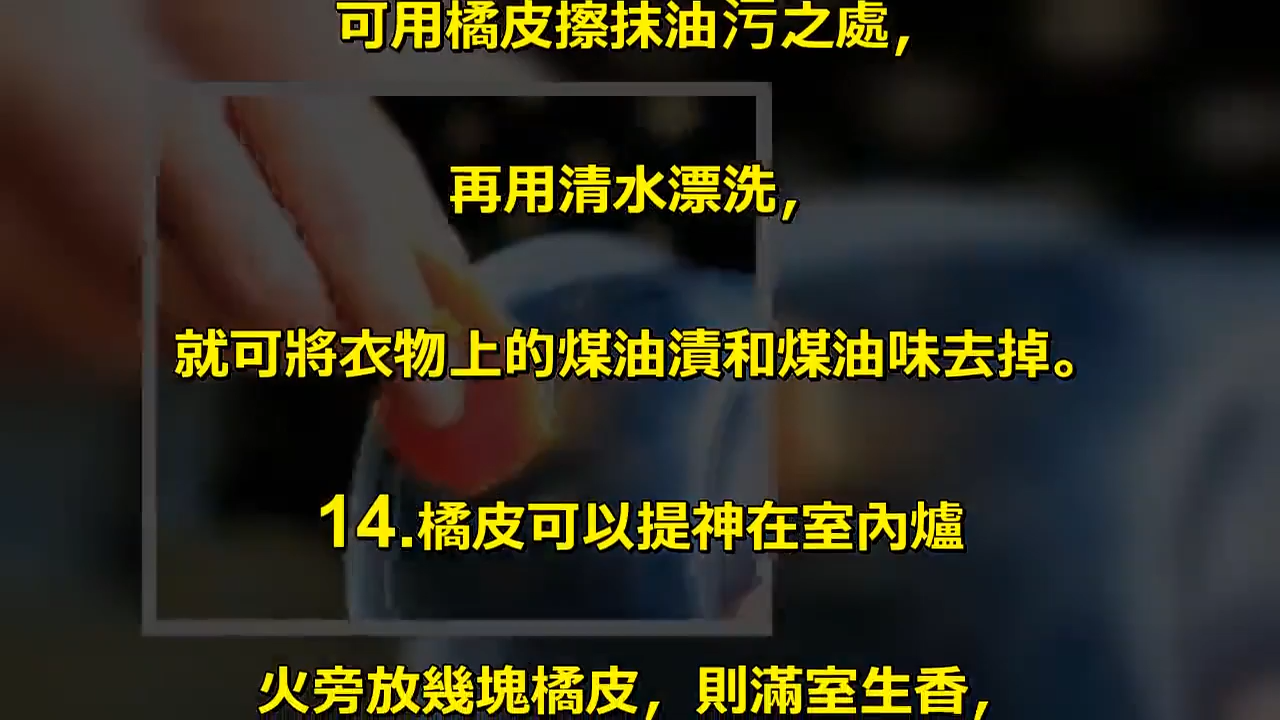 可用橘皮擦抹油污之處，
再用清水漂洗，
就可將衣物上的煤油漬和煤油味去掉。
14.橘皮可以提神在室內爐
火旁放幾塊橘皮，則滿室生香，